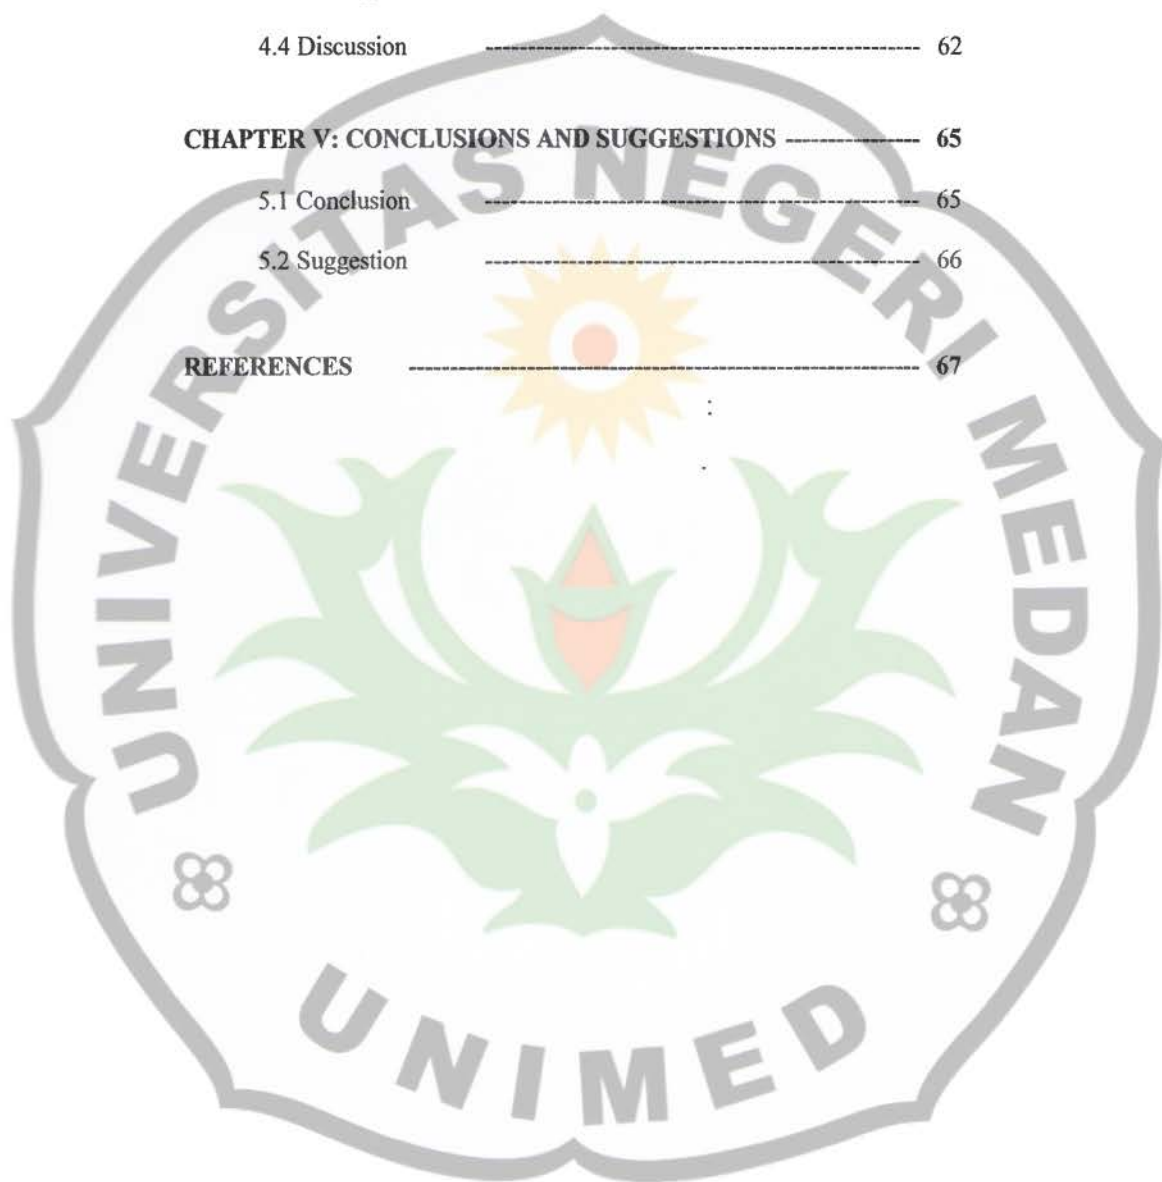 4.4 Discussion ---------------------------------------------------------------- 62
CHAPTER V: CONCLUSIONS AND SUGGESTIONS -------------------- 65
5.1 Conclusion ---------------------------------------------------------------- 65
5.2 Suggestion ---------------------------------------------------------------- 66
REFERENCES ---------------------------------------------------------------------------- 67
UNIVERSITAS NEGERI MEDAN
UNIMED